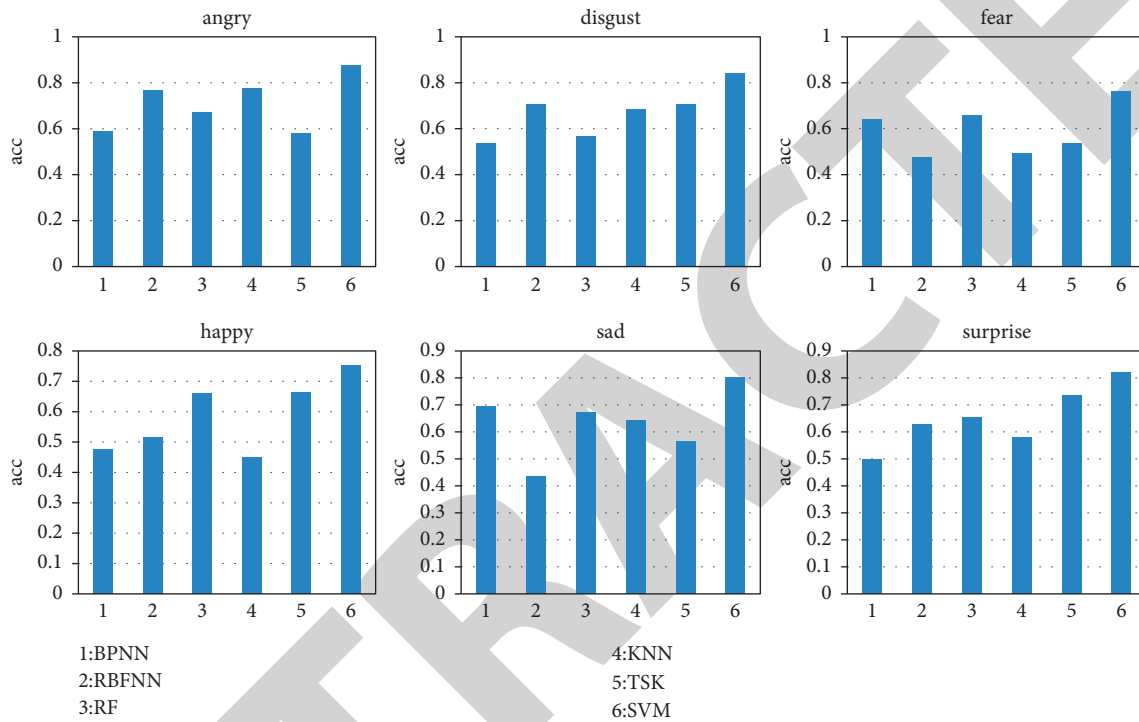 angry
disgust
fear
1
0.8
0.6
0.4
0.2
0
acc
1 2 3 4 5 6
1
0.8
0.6
0.4
0.2
0
acc
1 2 3 4 5 6
1
0.8
0.6
0.4
0.2
0
acc
1 2 3 4 5 6
happy
sad
surprise
0.8
0.7
0.6
0.5
0.4
0.3
0.2
0.1
0
acc
1 2 3 4 5 6
0.9
0.8
0.7
0.6
0.5
0.4
0.3
0.2
0.1
0
acc
1 2 3 4 5 6
0.9
0.8
0.7
0.6
0.5
0.4
0.3
0.2
0.1
0
acc
1 2 3 4 5 6
1:BPNN
2:RBFNN
3:RF
4:KNN
5:TSK
6:SVM
TRACTE